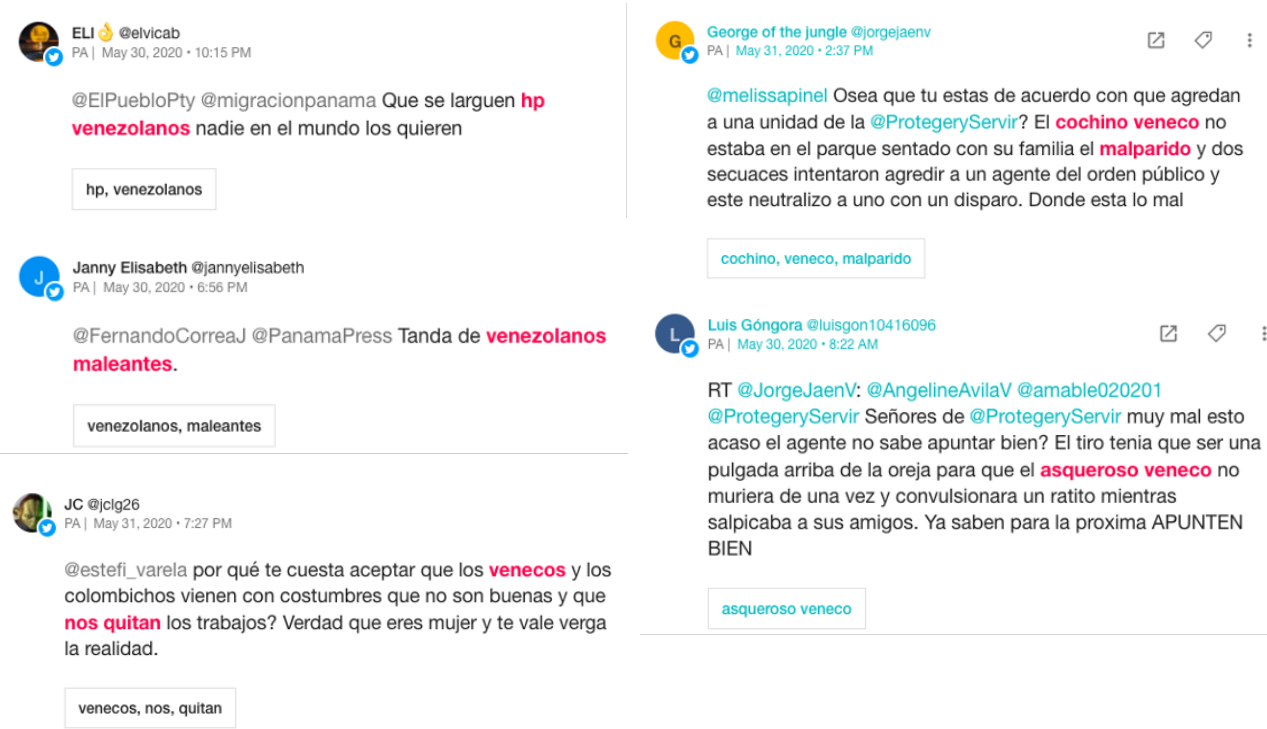 ELI👌 @elvicab
PA | May 30, 2020 • 10:15 PM
@ElPuebloPty @migracionpanama Que se larguen hp
venezolanos nadie en el mundo los quieren
hp, venezolanos
Janny Elisabeth @jannyelisabeth
PA | May 30, 2020 • 6:56 PM
J
@FernandoCorreaJ @PanamaPress Tanda de venezolanos
maleantes.
venezolanos, maleantes
JC @jclg26
PA | May 31, 2020 • 7:27 PM
@estefi_varela por qué te cuesta aceptar que los venecos y los
colombichos vienen con costumbres que no son buenas y que
nos quitan los trabajos? Verdad que eres mujer y te vale verga
la realidad.
venecos, nos, quitan
George of the jungle @jorgejaenv
G
PA | May 31, 2020 • 2:37 PM
@melissapinel Osea que tu estas de acuerdo con que agredan
a una unidad de la @ProtegeryServir? El cochino veneco no
estaba en el parque sentado con su familia el malparido y dos
secuaces intentaron agredir a un agente del orden público y
este neutralizo a uno con un disparo. Donde esta lo mal
cochino, veneco, malparido
Luis Góngora @luisgon10416096
L
PA | May 30, 2020 • 8:22 AM
RT @JorgeJaenV: @AngelineAvilaV @amable020201
@ProtegeryServir Señores de @ProtegeryServir muy mal esto
acaso el agente no sabe apuntar bien? El tiro tenia que ser una
pulgada arriba de la oreja para que el asqueroso veneco no
muriera de una vez y convulsionara un ratito mientras
salpicaba a sus amigos. Ya saben para la proxima APUNTEN
BIEN
asqueroso veneco